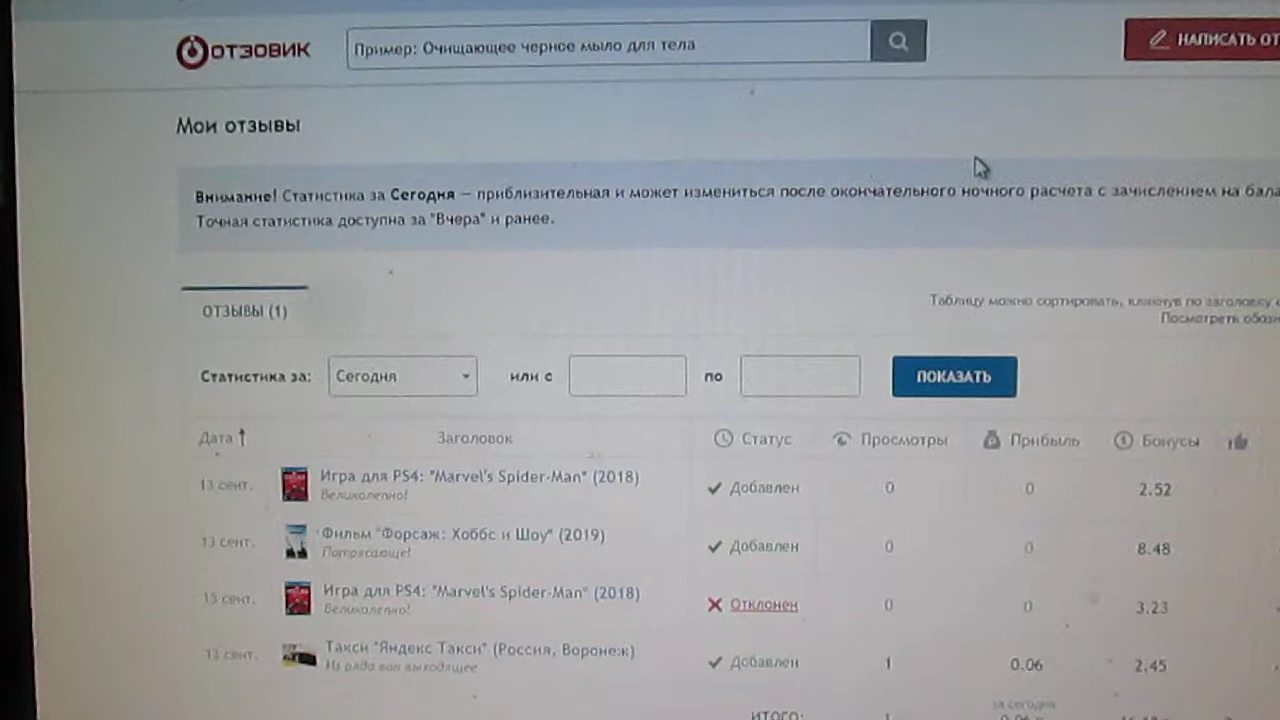 ОТЗОВИК
Пример: Очищающее черное мыло для тела
НАПИСАТЬ ОТ
Мои отзывы
Внимание! Статистика за Сегодня — приблизительная и может измениться после окончательного ночного расчета с зачислением на бала
Точная статистика доступна за "Вчера" и ранее.
ОТЗЫВЫ (1)
Таблицу можно сортировать, кликнув по заголовку
Посмотреть обозн
Статистика за: Сегодня или с по ПОКАЗАТЬ
Дата Заголовок Статус Просмотры Прибыль Бонусы
13 сент. Игра для PS4: "Marvel's Spider-Man" (2018) Добавлен 0 0 2.52
Великолепно!
13 сент. Фильм "Форсаж: Хоббс и Шоу" (2019) Добавлен 0 0 8.48
Потрясающе!
13 сент. Игра для PS4: "Marvel's Spider-Man" (2018) Отклонен 0 0 3.23
Великолепно!
13 сент. Такси "Яндекс Такси" (Россия, Воронеж) Добавлен 1 0.06 2.45
Из ряда вон выходящее
за сегодня
ИТОГО: 1